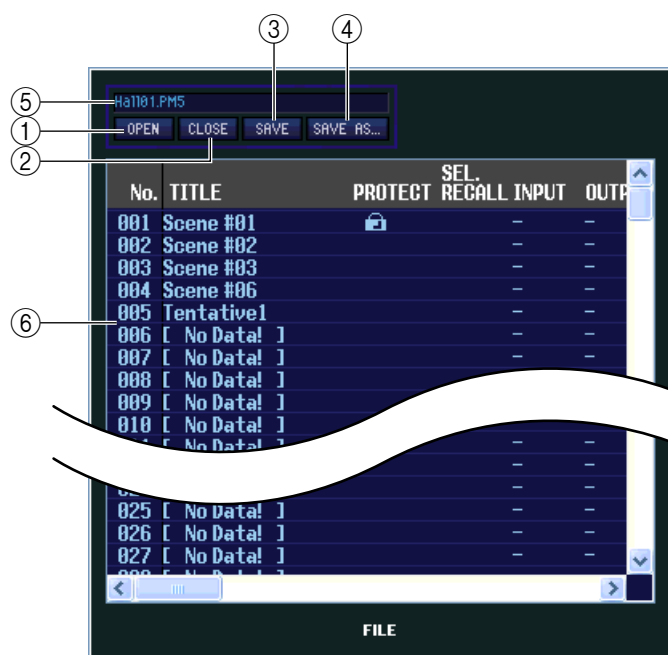 ③ ④
⑤ Hall01.PM5
① OPEN CLOSE SAVE SAVE AS...
②
No. TITLE PROTECT SEL. RECALL INPUT OUTP
001 Scene #01 – –
002 Scene #02 – –
003 Scene #03 – –
004 Scene #06 – –
⑥ 005 Tentative1 – –
006 [ No Data! ] – –
007 [ No Data! ] – –
008 [ No Data! ] – –
009 [ No Data! ]
010 [ No Data! ]
[ No Data! ] – –
– –
– –
025 [ No Data! ] – –
026 [ No Data! ] – –
027 [ No Data! ] – –
FILE